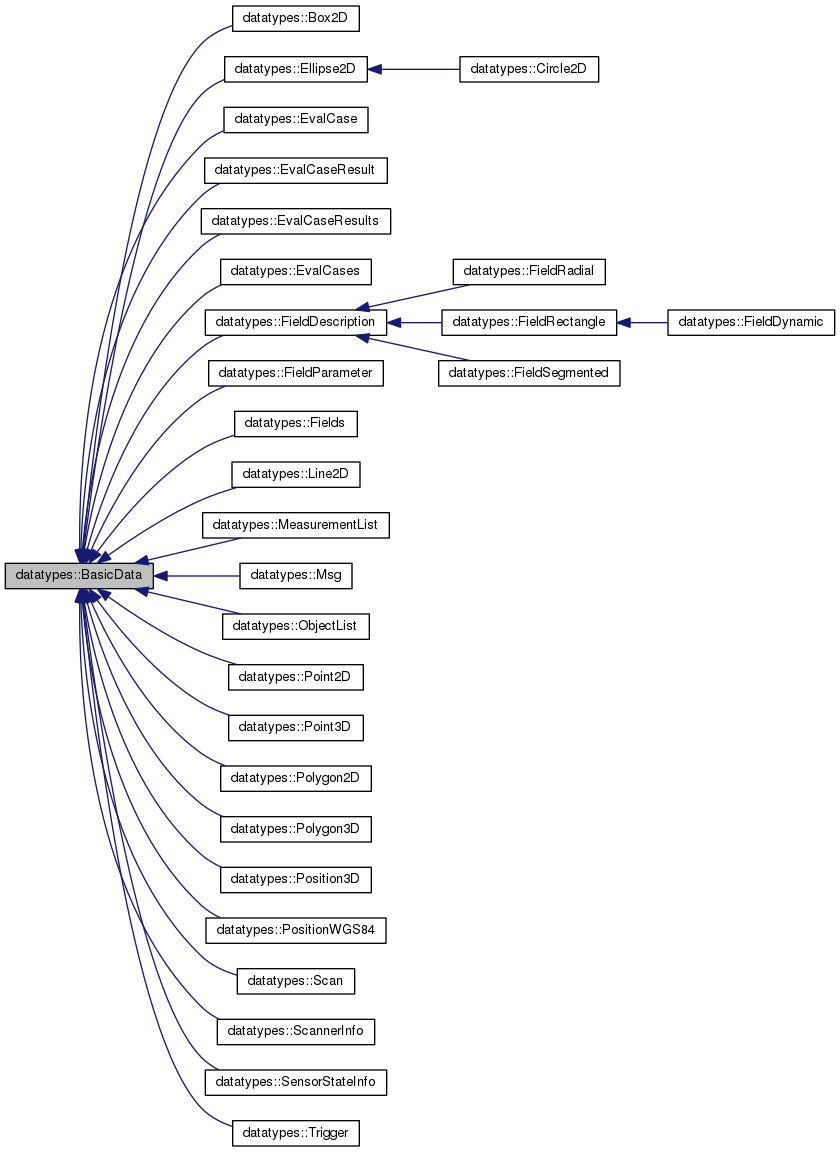 datatypes::Box2D
datatypes::Ellipse2D
datatypes::Circle2D
datatypes::EvalCase
datatypes::EvalCaseResult
datatypes::EvalCaseResults
datatypes::EvalCases
datatypes::FieldRadial
datatypes::FieldDescription
datatypes::FieldRectangle
datatypes::FieldDynamic
datatypes::FieldParameter
datatypes::FieldSegmented
datatypes::Fields
datatypes::Line2D
datatypes::MeasurementList
datatypes::BasicData
datatypes::Msg
datatypes::ObjectList
datatypes::Point2D
datatypes::Point3D
datatypes::Polygon2D
datatypes::Polygon3D
datatypes::Position3D
datatypes::PositionWGS84
datatypes::Scan
datatypes::ScannerInfo
datatypes::SensorStateInfo
datatypes::Trigger